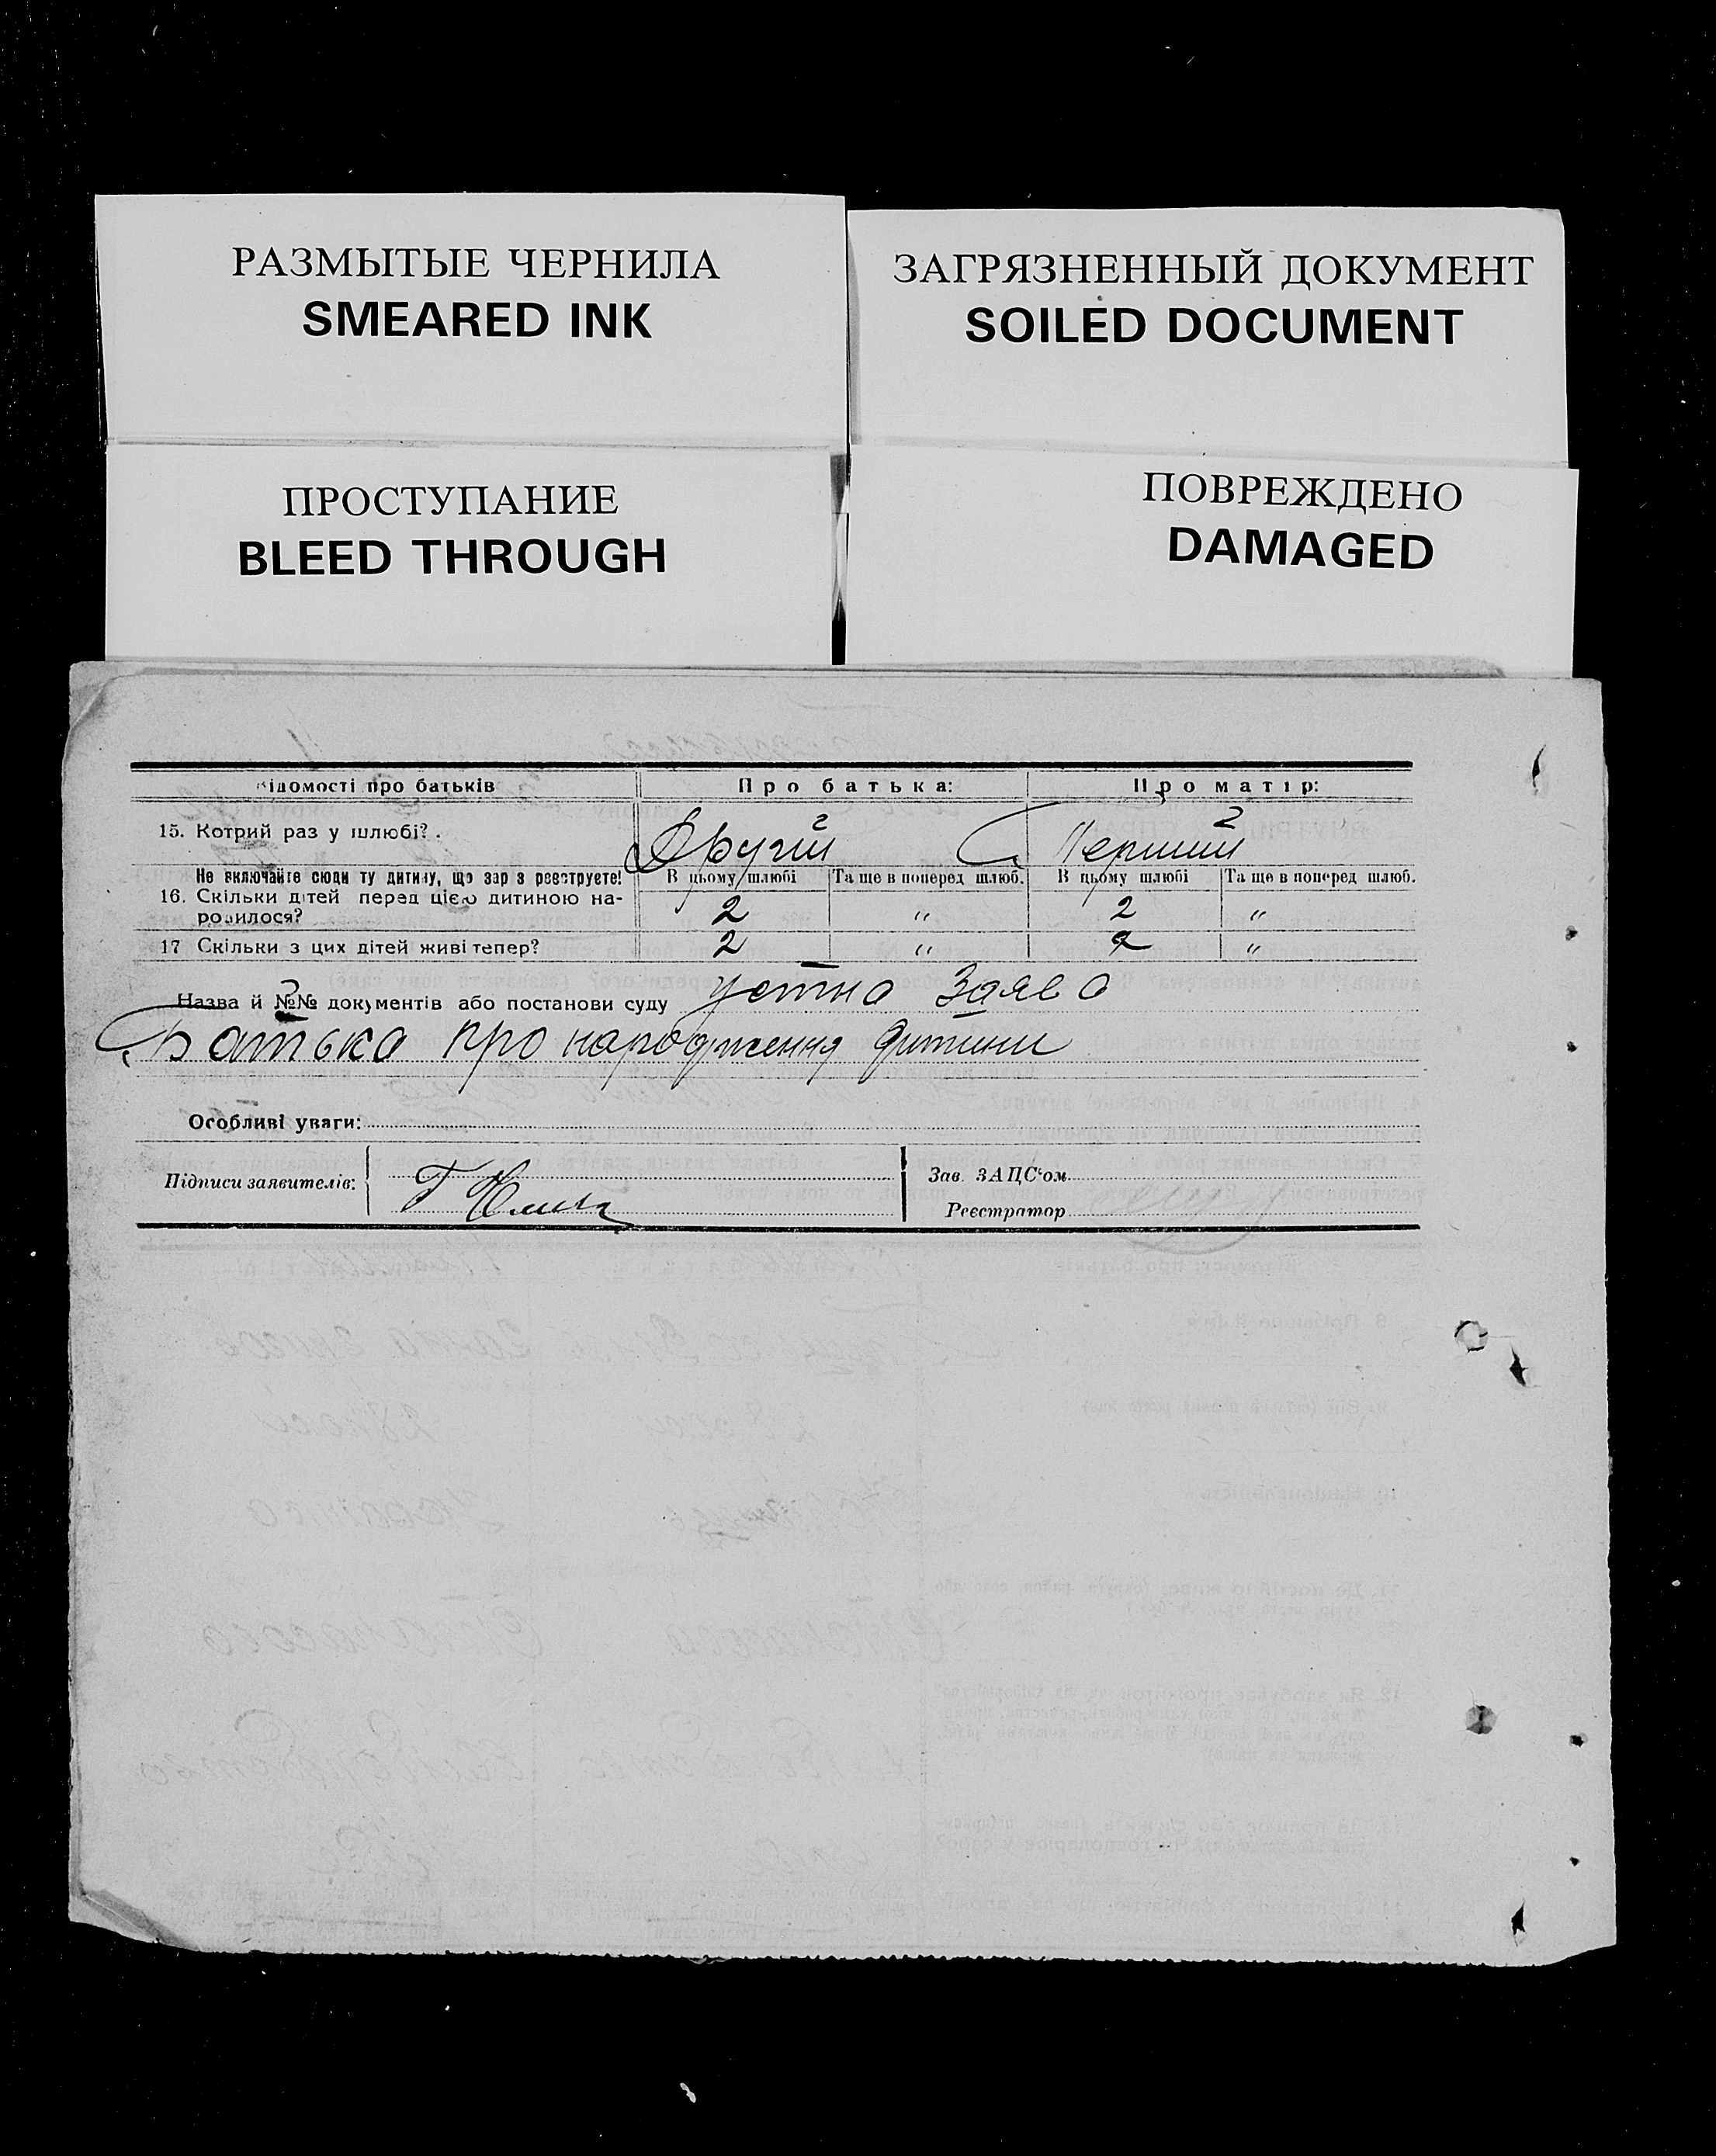 РАЗМЫТЫЕ ЧЕРНИЛА
SMEARED INK
ЗАГРЯЗНЕННЫЙ ДОКУМЕНТ
SOILED DOCUMENT
ПРОСТУПАНИЕ
BLEED THROUGH
ПОВРЕЖДЕНО
DAMAGED
Відомості про батьків Про батька: Про матір:
15. Котрий раз у шлюбі? . Другий Перший
Не включайте сюди ту дитину, що зараз реєструєте! В цьому шлюбі Та ще в поперед шлюб. В цьому шлюбі Та ще в поперед шлюб.
16. Скільки дітей перед цією дитиною на-
родилося? 2 " 2 "
17 Скільки з цих дітей живі тепер? 2 " 2 "
Назва й №№ документів або постанови суду устна Заява
Батька про народження дитини
Особливі уваги:
Підписи заявителів: Зав. ЗАЦС'ом
Реєстратор